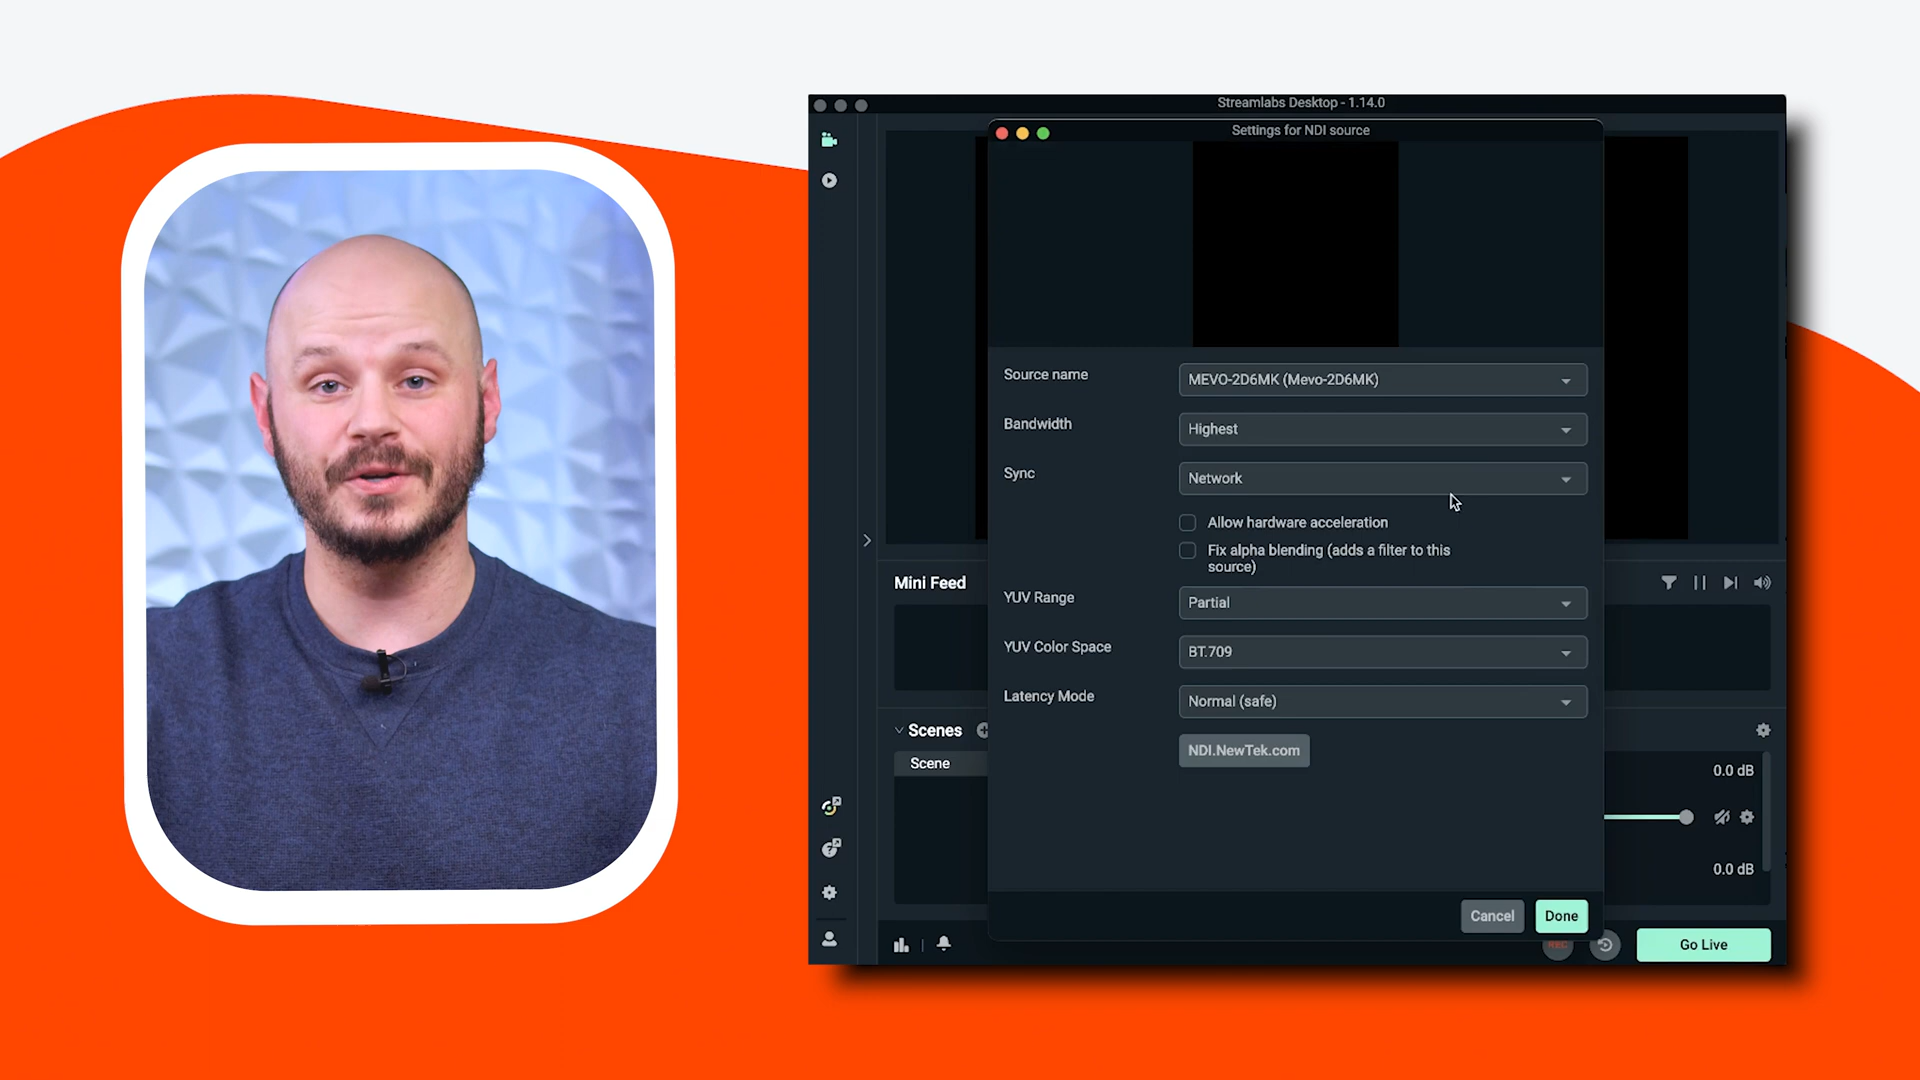 Streamlabs Desktop - 1.14.0
Settings for NDI source
Source name
MEVO-2D6MK (Mevo-2D6MK)
Bandwidth
Highest
Sync
Network
Allow hardware acceleration
Fix alpha blending (adds a filter to this
source)
YUV Range
Partial
YUV Color Space
BT.709
Latency Mode
Normal (safe)
NDI.NewTek.com
Cancel
Done
Mini Feed
Scenes
Scene
0.0 dB
0.0 dB
REC
Go Live